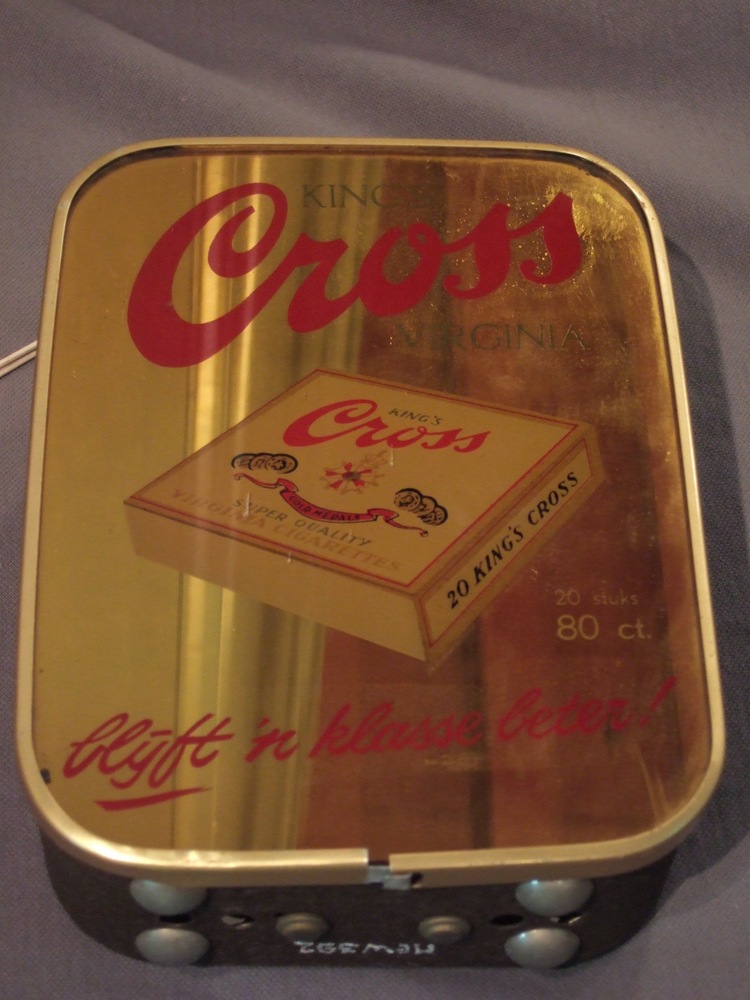 KING'S
Cross
VIRGINIA
KING'S
Cross
GOLD MEDALS
SUPER QUALITY
VIRGINIA CIGARETTES
20 KING'S CROSS
20 stuks
80 ct.
blijft 'n klasse beter!